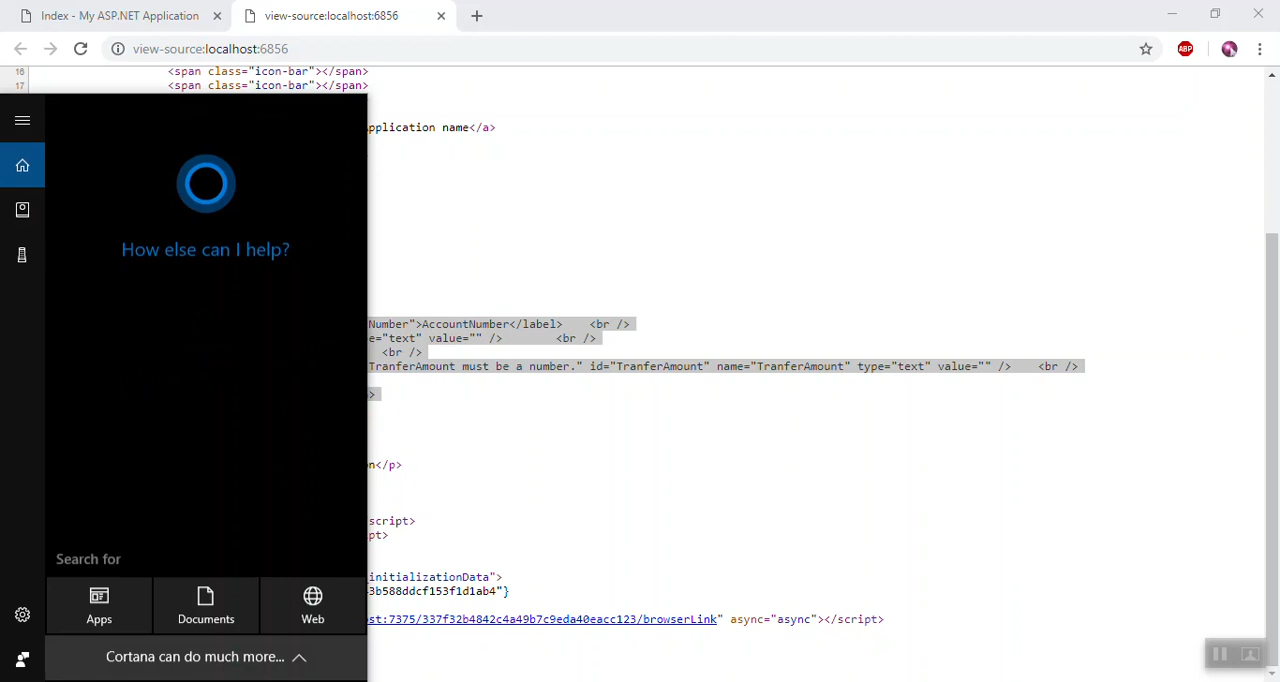 Index - My ASP.NET Application
view-source:localhost:6856
view-source:localhost:6856
ABP
16 <span class="icon-bar"></span>
17 <span class="icon-bar"></span>
pplication name</a>
How else can I help?
Number">AccountNumber</label> <br />
e="text" value="" /> <br />
<br />
TranferAmount must be a number." id="TranferAmount" name="TranferAmount" type="text" value="" /> <br />
>
n</p>
script>
pt>
initializationData">
3b588ddcf153f1d1ab4"}
st:7375/337f32b4842c4a49b7c9eda40eacc123/browserLink" async="async"></script>
Search for
Apps
Documents
Web
Cortana can do much more...